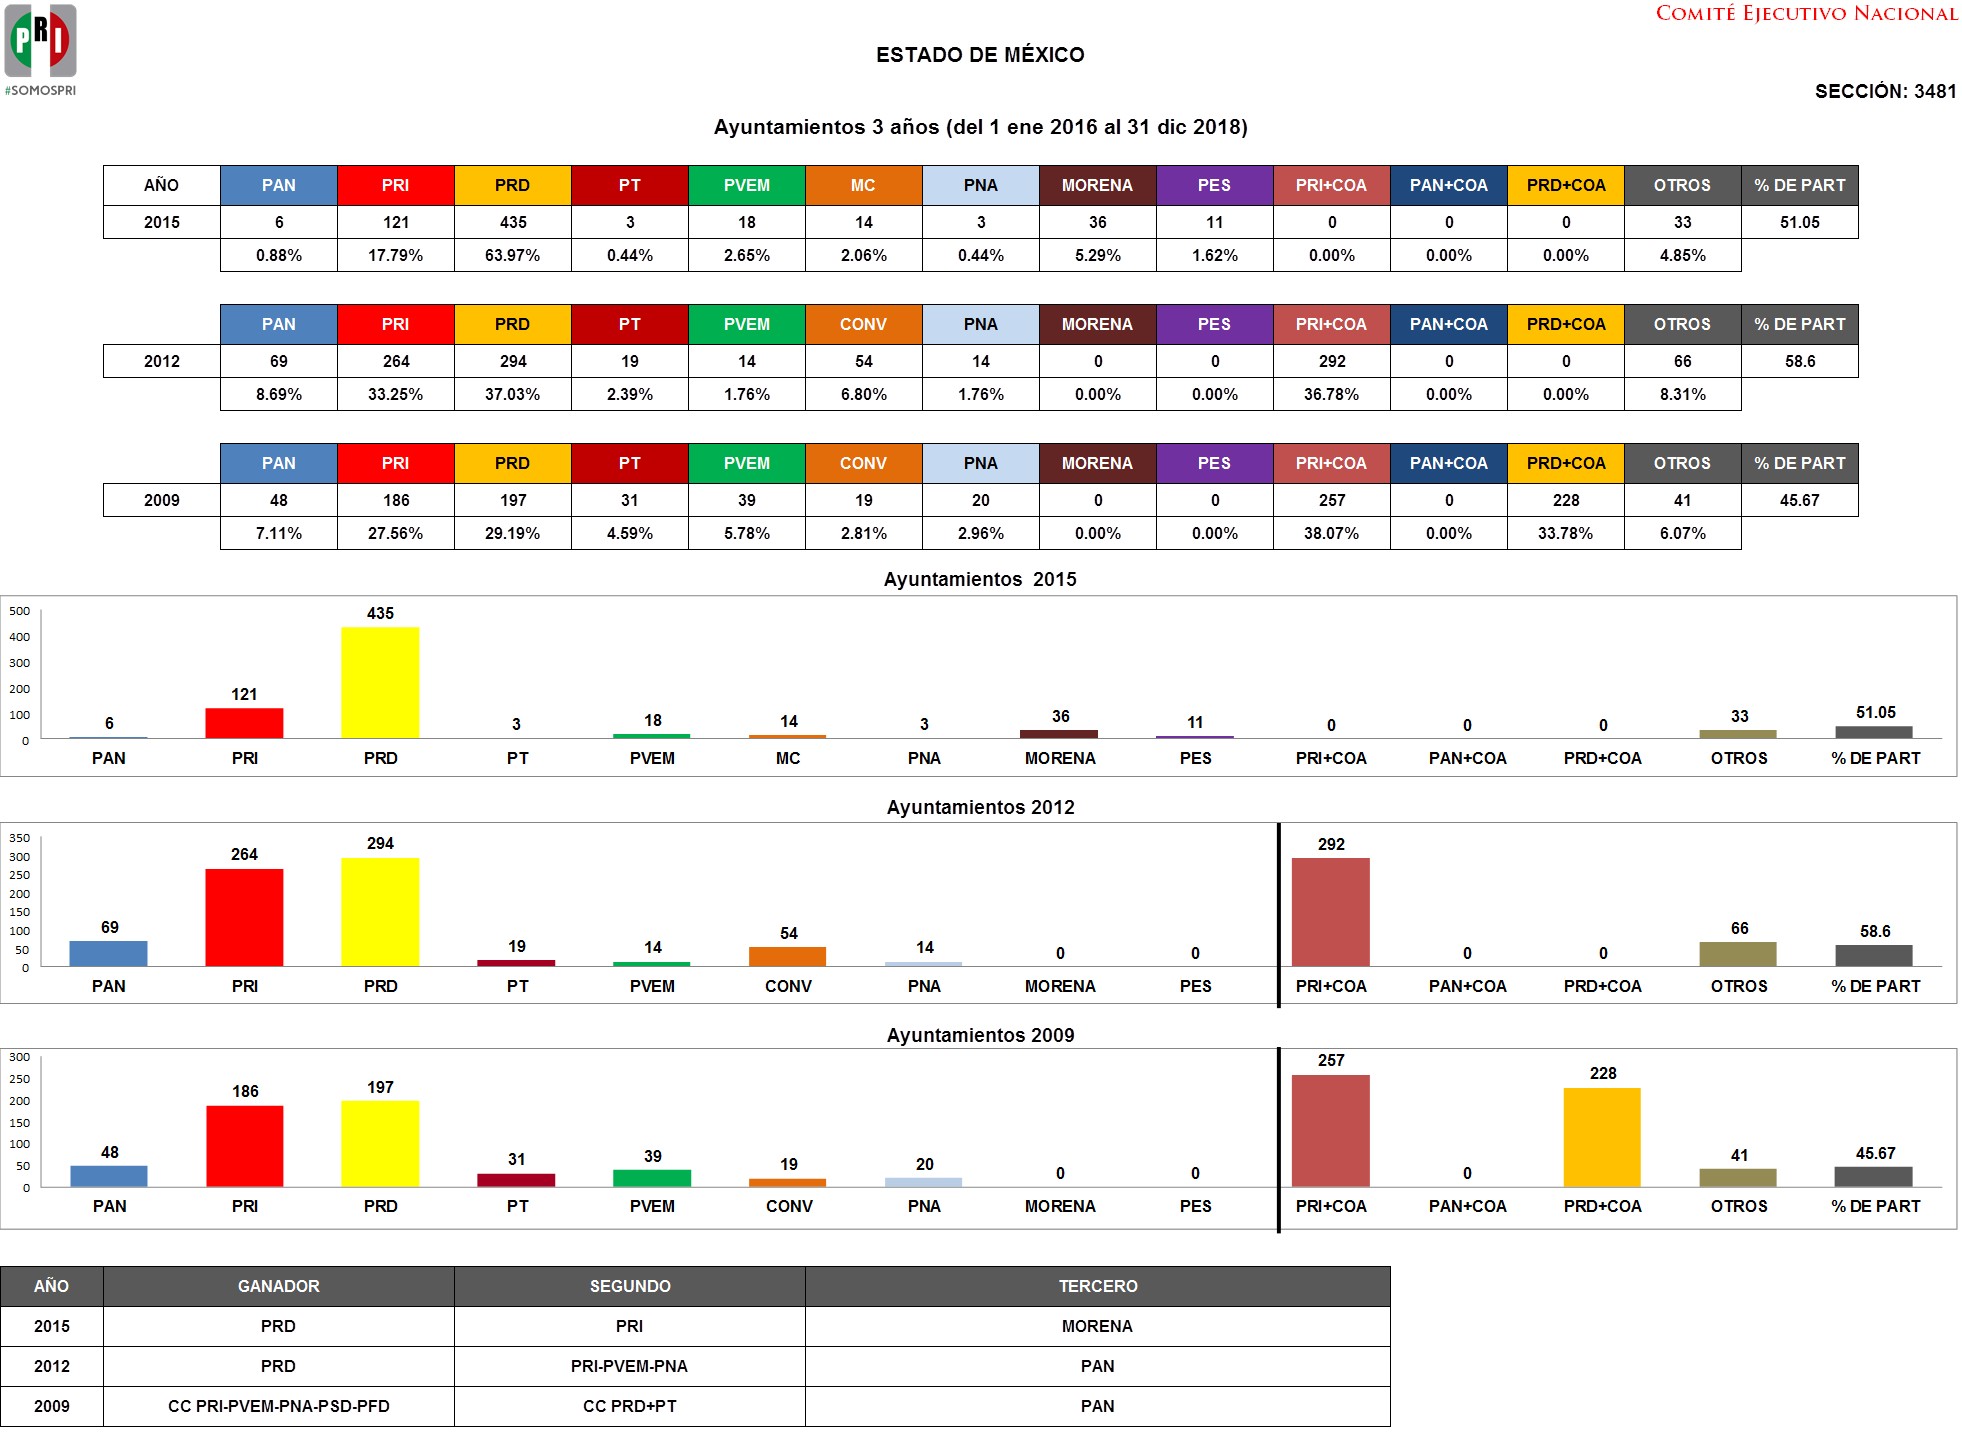 PRI
#SOMOSPRI
COMITÉ EJECUTIVO NACIONAL
ESTADO DE MÉXICO
SECCIÓN: 3481
Ayuntamientos 3 años (del 1 ene 2016 al 31 dic 2018)
AÑO PAN PRI PRD PT PVEM MC PNA MORENA PES PRI+COA PAN+COA PRD+COA OTROS % DE PART
2015 6 121 435 3 18 14 3 36 11 0 0 0 33 51.05
0.88% 17.79% 63.97% 0.44% 2.65% 2.06% 0.44% 5.29% 1.62% 0.00% 0.00% 0.00% 4.85%
PAN PRI PRD PT PVEM CONV PNA MORENA PES PRI+COA PAN+COA PRD+COA OTROS % DE PART
2012 69 264 294 19 14 54 14 0 0 292 0 0 66 58.6
8.69% 33.25% 37.03% 2.39% 1.76% 6.80% 1.76% 0.00% 0.00% 36.78% 0.00% 0.00% 8.31%
PAN PRI PRD PT PVEM CONV PNA MORENA PES PRI+COA PAN+COA PRD+COA OTROS % DE PART
2009 48 186 197 31 39 19 20 0 0 257 0 228 41 45.67
7.11% 27.56% 29.19% 4.59% 5.78% 2.81% 2.96% 0.00% 0.00% 38.07% 0.00% 33.78% 6.07%
Ayuntamientos 2015
500
400
300
200
100
0
6 121 435 3 18 14 3 36 11 0 0 0 33 51.05
PAN PRI PRD PT PVEM MC PNA MORENA PES PRI+COA PAN+COA PRD+COA OTROS % DE PART
Ayuntamientos 2012
350
300
250
200
150
100
50
0
69 264 294 19 14 54 14 0 0 292 0 0 66 58.6
PAN PRI PRD PT PVEM CONV PNA MORENA PES PRI+COA PAN+COA PRD+COA OTROS % DE PART
Ayuntamientos 2009
300
250
200
150
100
50
0
48 186 197 31 39 19 20 0 0 257 0 228 41 45.67
PAN PRI PRD PT PVEM CONV PNA MORENA PES PRI+COA PAN+COA PRD+COA OTROS % DE PART
AÑO GANADOR SEGUNDO TERCERO
2015 PRD PRI MORENA
2012 PRD PRI-PVEM-PNA PAN
2009 CC PRI-PVEM-PNA-PSD-PFD CC PRD+PT PAN